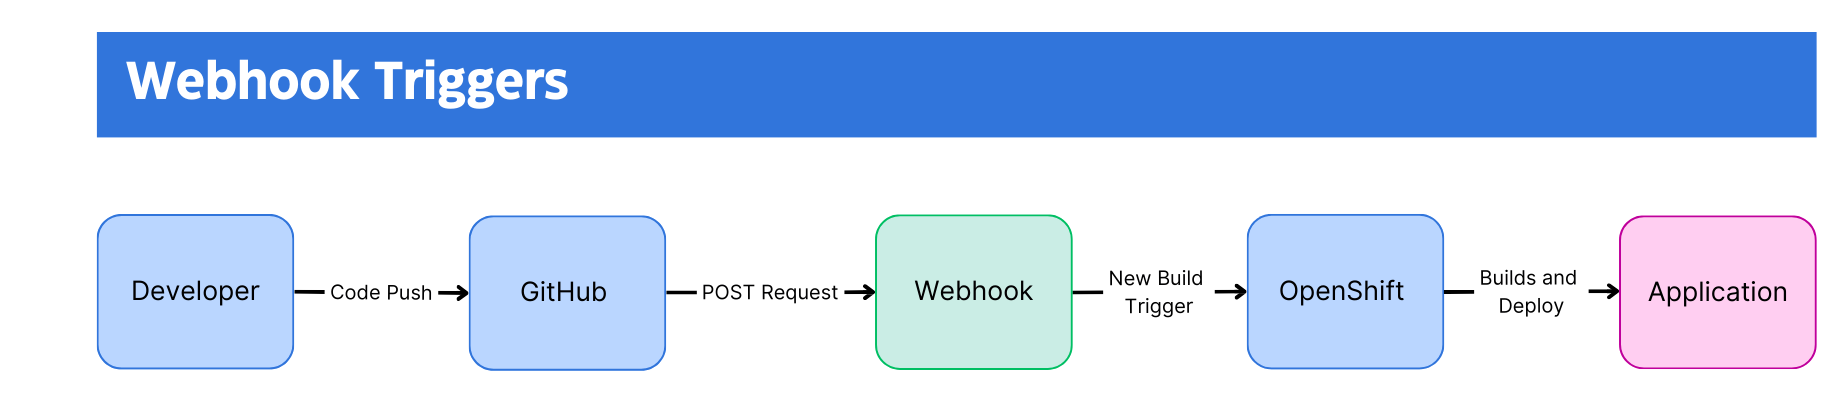 Webhook Triggers
Developer
Code Push
GitHub
POST Request
Webhook
New Build
Trigger
OpenShift
Builds and
Deploy
Application